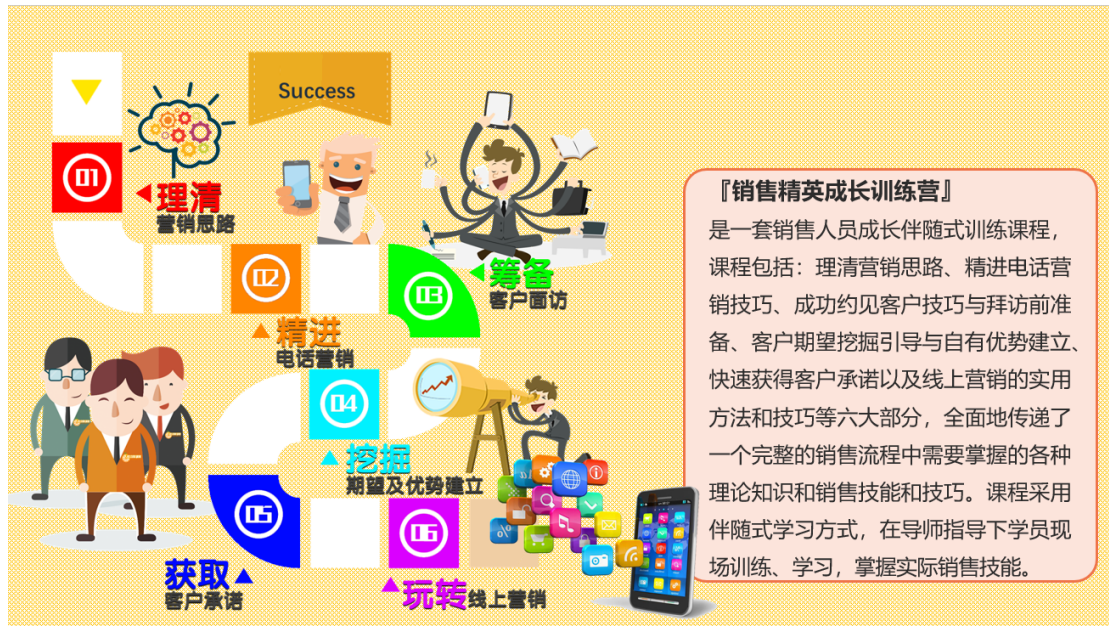 Success
01
理清
营销思路
02
精进
电话营销
03
筹备
客户面访
04
挖掘
期望及优势建立
05
获取
客户承诺
06
玩转线上营销
『销售精英成长训练营』
是一套销售人员成长伴随式训练课程，
课程包括：理清营销思路、精进电话营
销技巧、成功约见客户技巧与拜访前准
备、客户期望挖掘引导与自有优势建立、
快速获得客户承诺以及线上营销的实用
方法和技巧等六大部分，全面地传递了
一个完整的销售流程中需要掌握的各种
理论知识和销售技能和技巧。课程采用
伴随式学习方式，在导师指导下学员现
场训练、学习，掌握实际销售技能。